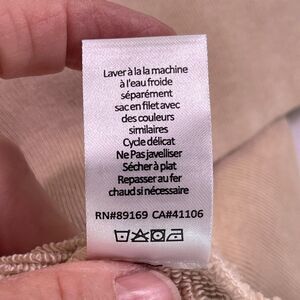 Laver à la la machine
à l'eau froide
séparément
sac en filet avec
des couleurs
similaires
Cycle délicat
Ne Pas javelliser
Sécher à plat
Repasser au fer
chaud si nécessaire
RN#89169 CA#41106